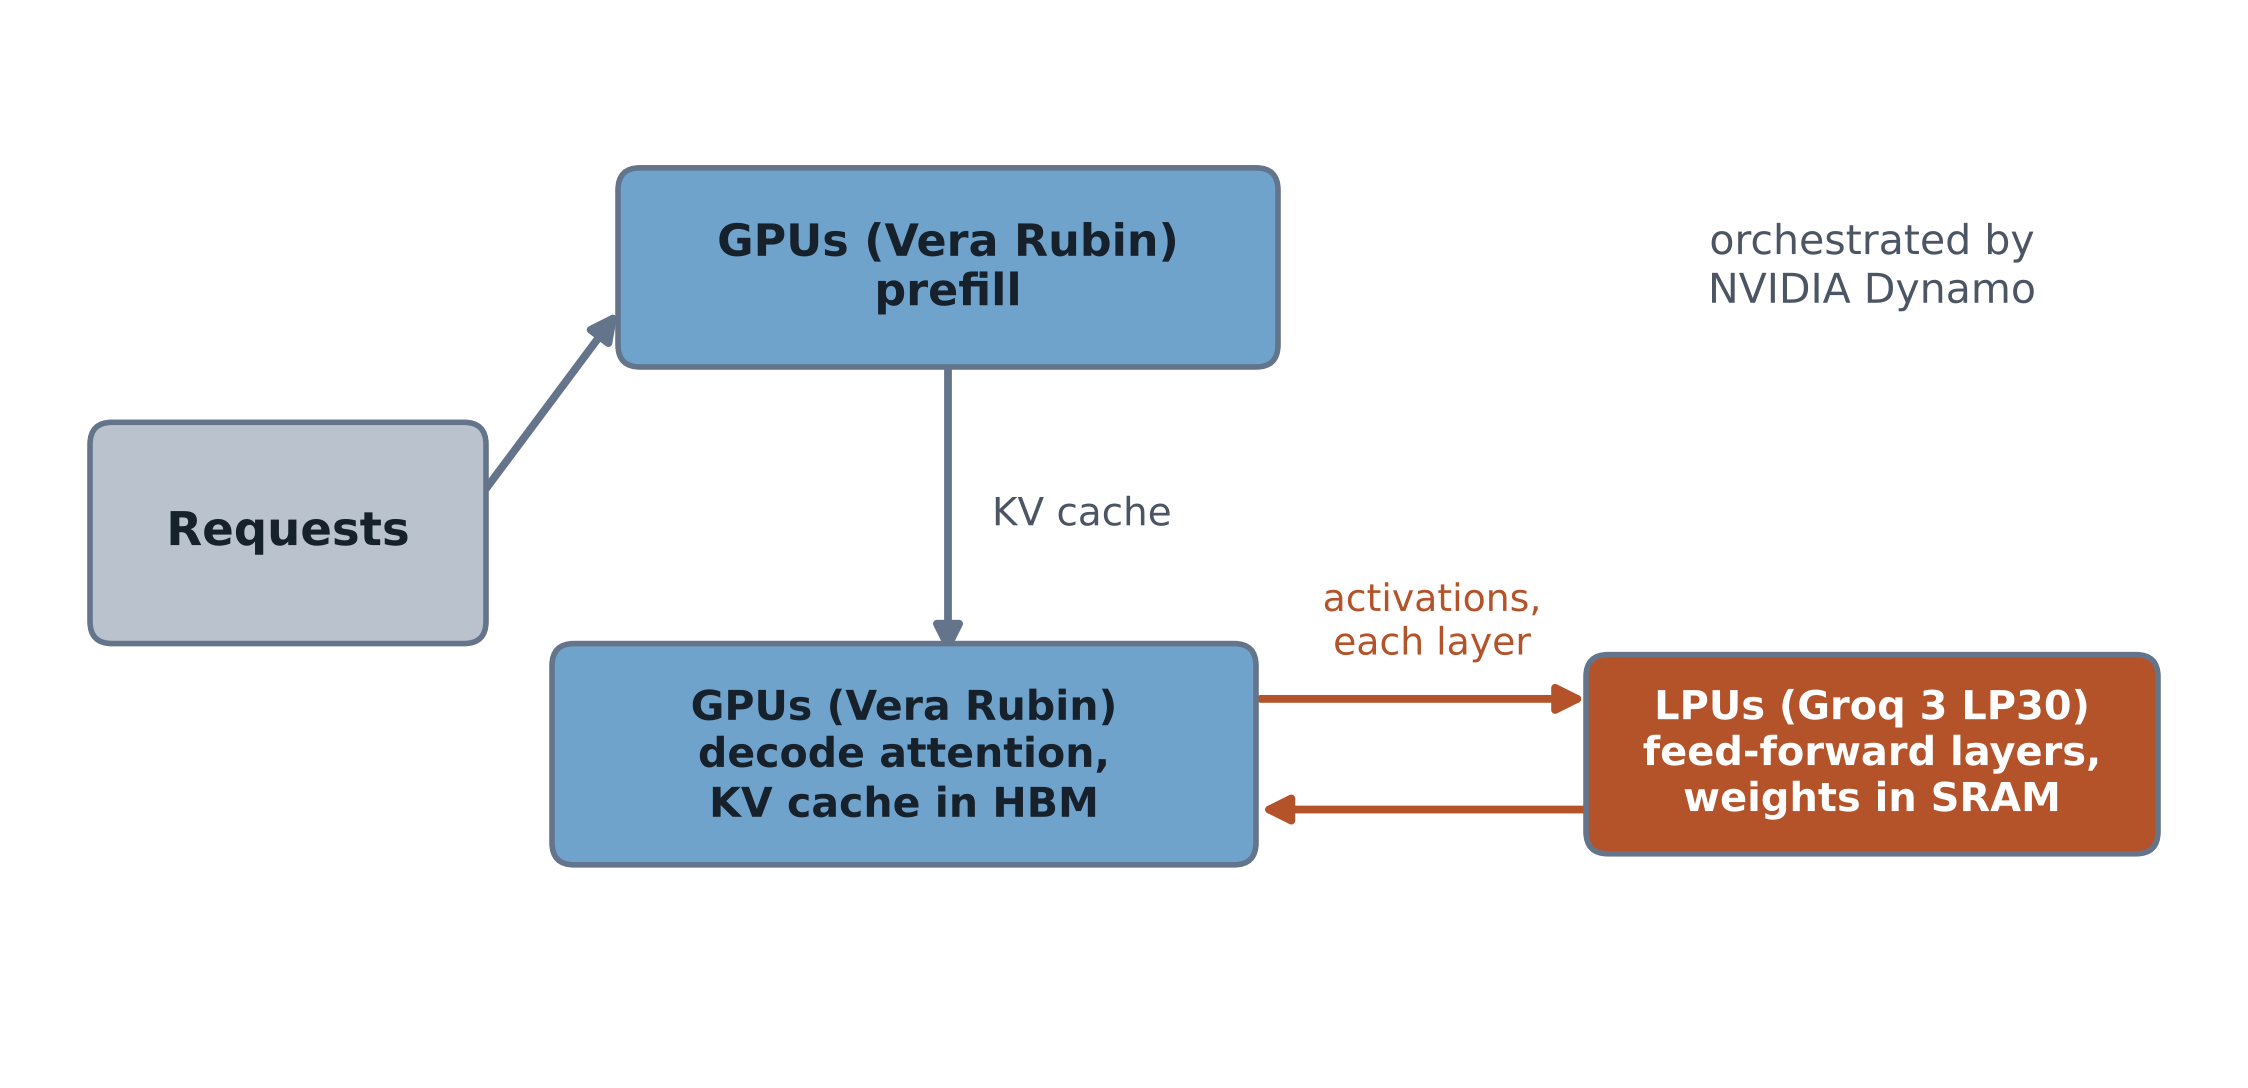 GPUs (Vera Rubin)
prefill
orchestrated by
NVIDIA Dynamo
Requests
KV cache
activations,
each layer
GPUs (Vera Rubin)
decode attention,
KV cache in HBM
LPUs (Groq 3 LP30)
feed-forward layers,
weights in SRAM